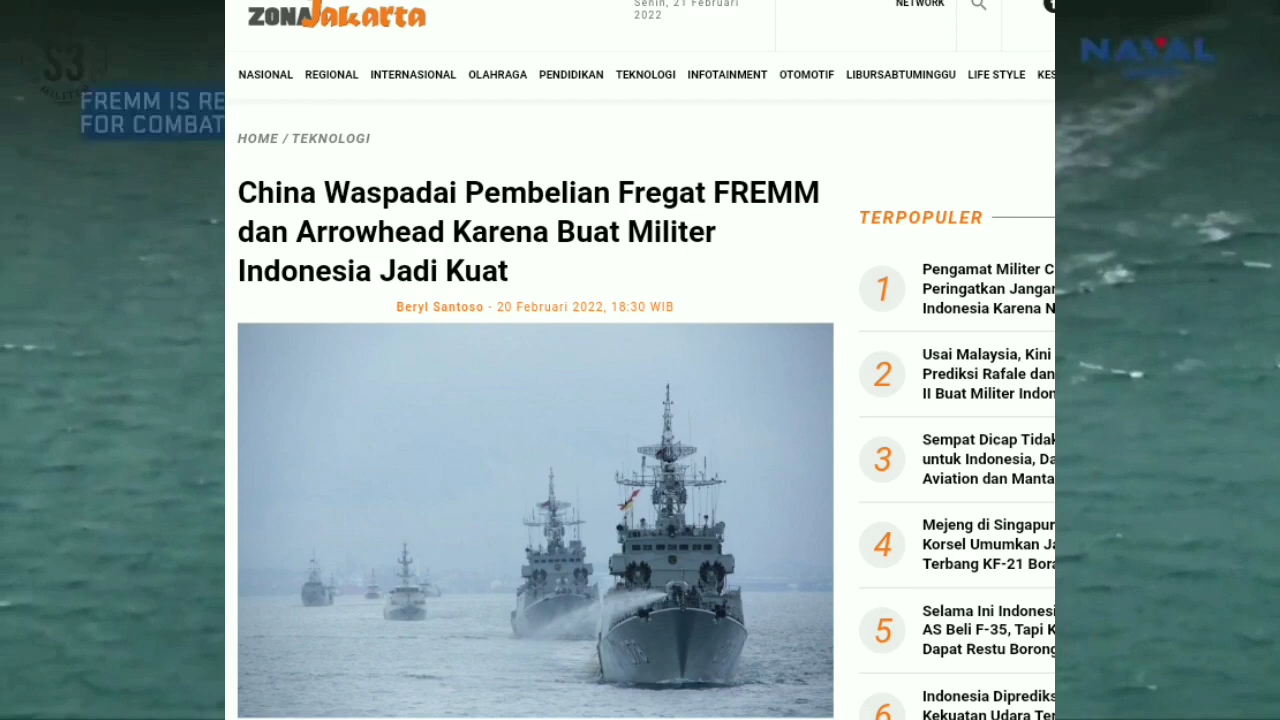 S3
MILITER
FREMM IS RE
FOR COMBAT
ZONAJakarta
Senin, 21 Februari
2022
NETWORK
NAVAL
NASIONAL REGIONAL INTERNASIONAL OLAHRAGA PENDIDIKAN TEKNOLOGI INFOTAINMENT OTOMOTIF LIBURSABTUMINGGU LIFE STYLE KES
HOME / TEKNOLOGI
China Waspadai Pembelian Fregat FREMM
dan Arrowhead Karena Buat Militer
Indonesia Jadi Kuat
Beryl Santoso - 20 Februari 2022, 18:30 WIB
TERPOPULER
1
Pengamat Militer C
Peringatkan Jangan
Indonesia Karena N
2
Usai Malaysia, Kini
Prediksi Rafale dan
II Buat Militer Indon
3
Sempat Dicap Tidak
untuk Indonesia, Da
Aviation dan Manta
4
Mejeng di Singapur
Korsel Umumkan Ja
Terbang KF-21 Bora
5
Selama Ini Indonesi
AS Beli F-35, Tapi K
Dapat Restu Borong
6
Indonesia Diprediks
Kekuatan Udara Ter